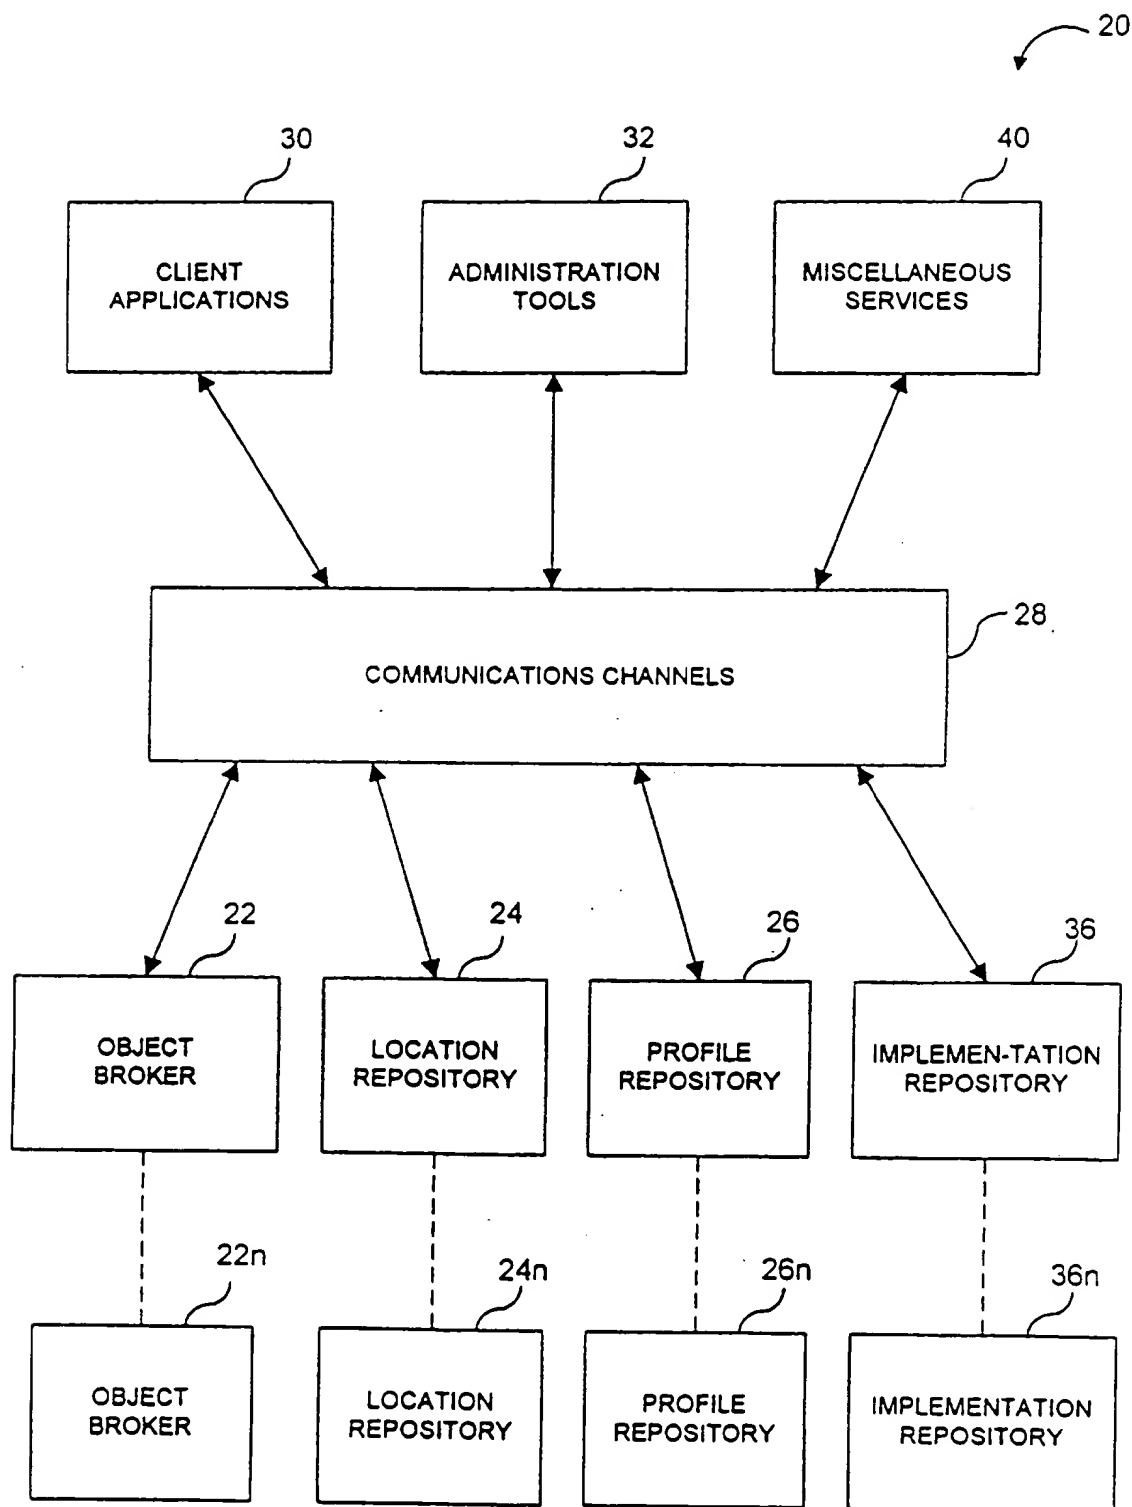 20
30
32
40
CLIENT
APPLICATIONS
ADMINISTRATION
TOOLS
MISCELLANEOUS
SERVICES
28
COMMUNICATIONS CHANNELS
22
24
26
36
OBJECT
BROKER
LOCATION
REPOSITORY
PROFILE
REPOSITORY
IMPLEMEN-TATION
REPOSITORY
22n
24n
26n
36n
OBJECT
BROKER
LOCATION
REPOSITORY
PROFILE
REPOSITORY
IMPLEMENTATION
REPOSITORY